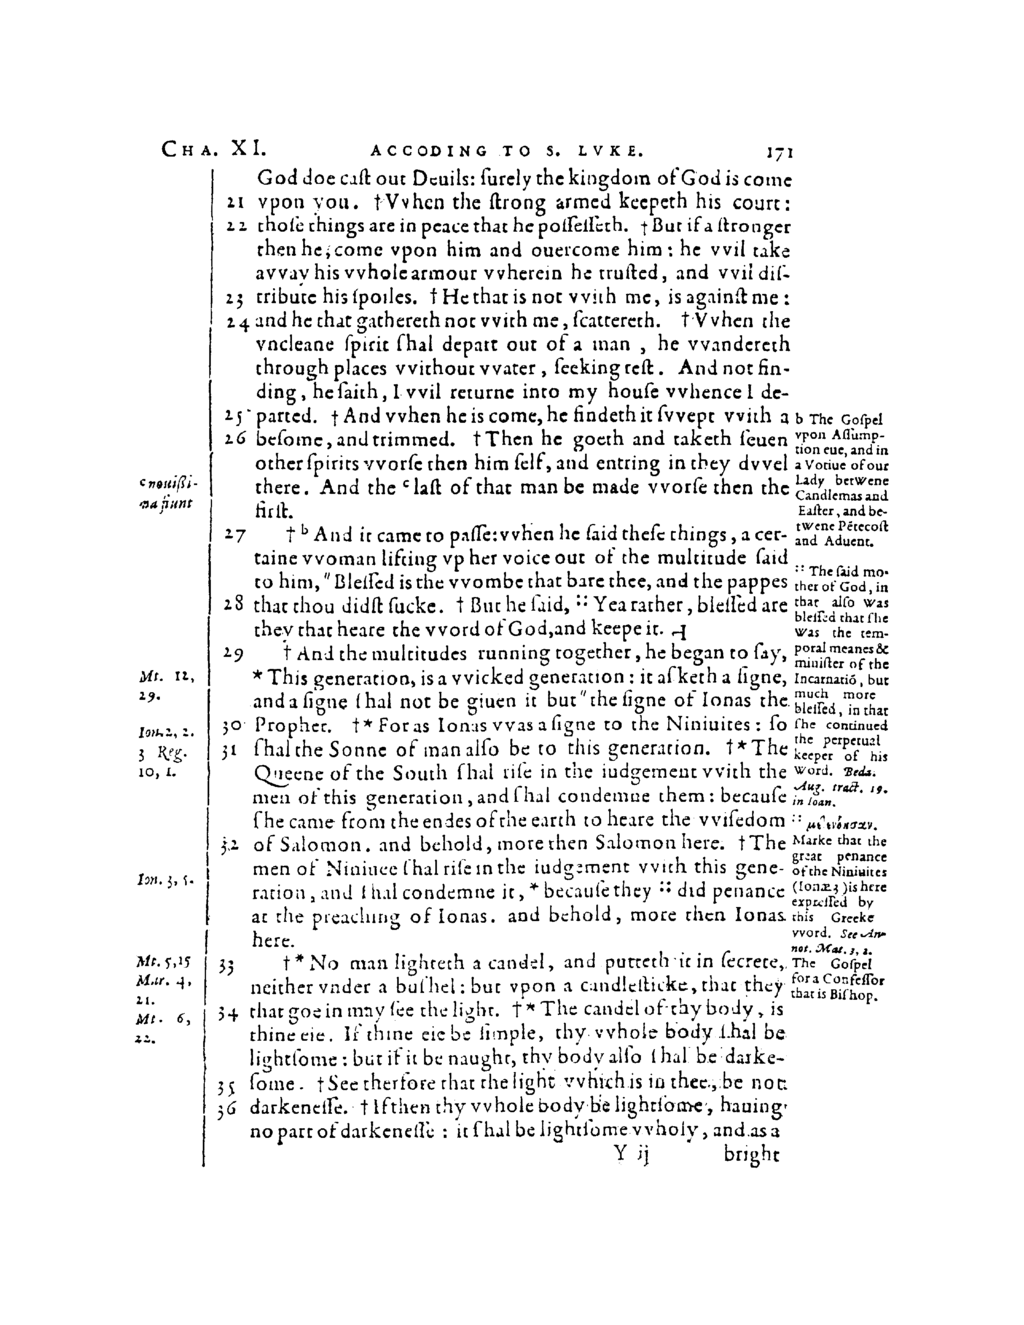 CHA. XI. ACCODING TO S. LVKE. 171
God doe caſt out Deuils: ſurely the kingdom of God is come
21 vpon you. † Vvhen the ſtrong armed keepeth his court:
22 thoſe things are in peace that he poſſeſſeth. † But if a ſtronger
then he, come vpon him and ouercome him: he vvil take
avvay his vvhole armour vvherein he truſted, and vvil diſ-
23 tribute his ſpoiles. † He that is not vvith me, is againſt me:
24 and he that gathereth not vvith me, ſcattereth. † Vvhen the
vncleane ſpirit ſhal depart out of a man, he vvandereth
through places vvithout vvater, ſeeking reſt. And not fin-
ding, he ſaith, I vvil returne into my houſe vvhence I de-
25 parted. † And vvhen he is come, he findeth it ſvvept vvith a
26 beſome, and trimmed. † Then he goeth and taketh ſeuen
other ſpirits vvorſe then him ſelf, and entring in they dvvel
there. And the ᶜ laſt of that man be made vvorſe then the
firſt.
27 † ᵇ And it came to paſſe: vvhen he ſaid theſe things, a cer-
taine vvoman lifting vp her voice out of the multitude ſaid
to him, " Bleſſed is the vvombe that bare thee, and the pappes
28 that thou didſt ſucke. † But he ſaid, ∷ Yea rather, bleſſed are
they that heare the vvord of God, and keepe it. ⊣
29 † And the multitudes running together, he began to ſay,
* This generation, is a vvicked generation: it aſketh a ſigne,
and a ſigne ſhal not be giuen it but " the ſigne of Ionas the
30 Prophet. † * For as Ionas vvas a ſigne to the Niniuites: ſo
31 ſhal the Sonne of man alſo be to this generation. † * The
Queene of the South ſhal riſe in the iudgement vvith the
men of this generation, and ſhal condemne them: becauſe
ſhe came from the endes of the earth to heare the vviſedom
32 of Salomon. and behold, more then Salomon here. † The
men of Niniuee ſhal riſe in the iudgement vvith this gene-
ration, and ſhal condemne it, * becauſe they ∷ did penance
at the preaching of Ionas. and behold, more then Ionas
here.
33 † * No man lighteth a candel, and putteth it in ſecrete,
neither vnder a buſhel: but vpon a candleſticke, that they
34 that goe in may ſee the light. † * The candel of thy body, is
thine eie. If thine eie be ſimple, thy vvhole body ſhal be
lightſome: but if it be naught, thy body alſo ſhal be darke-
35 ſome. † See therfore that the light vvhich is in thee, be not
36 darkeneſſe. † If then thy vvhole body be lightſome, hauing
no part of darkeneſſe: it ſhal be lightſome vvholy, and as a
Y ij bright
c nouiſſi-
ma fiunt
Mt. 12,
29.
Ion. 2, 2.
3 Reg.
10, 1.
Ion. 3, 5.
Mt. 5, 15
Mar. 4,
21.
Mt. 6,
22.
b The Goſpel
vpon Aſſump-
tion eue, and in
a Votiue of our
Lady betwene
Candlemas and
Eaſter, and be-
twene Pẽtecoſt
and Aduent.
∷ The ſaid mo-
ther of God, in
that alſo was
bleſſed that ſhe
was the tem-
poral meanes &
miniſter of the
Incarnatiõ, but
much more
bleſſed, in that
ſhe continued
the perpetual
keeper of his
word. Beda.
Aug. tract. 19.
in Ioan.
∷ μετενόησαν.
Marke that the
great penance
of the Niniuites
(Ionæ 3) is here
expreſſed by
this Greeke
vvord. See An-
not. Mat. 3, 2.
The Goſpel
for a Confeſſor
that is Biſhop.